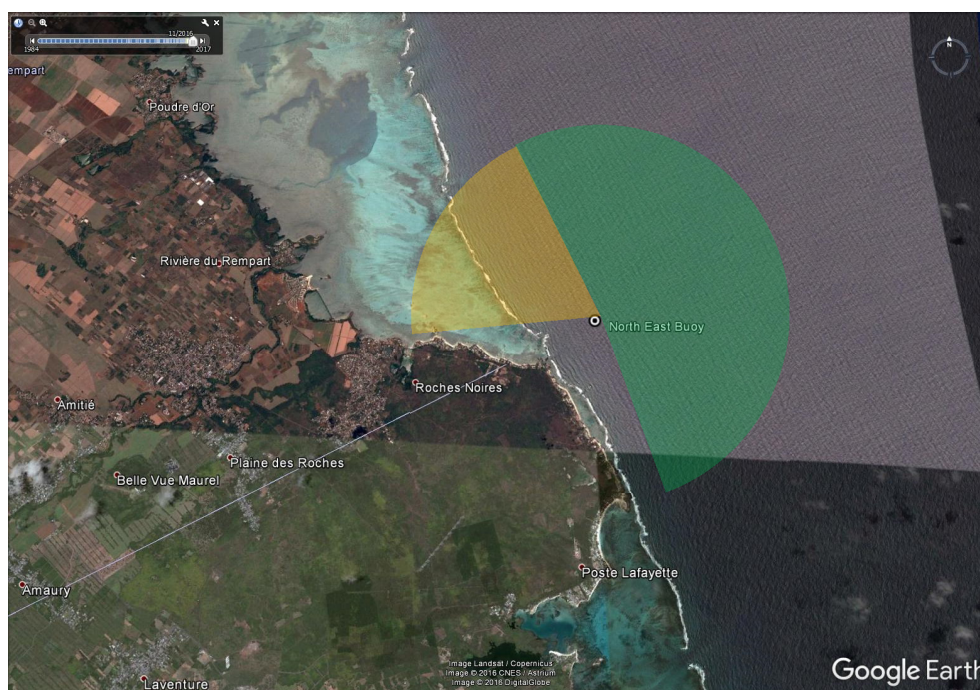 11/2016
1984
2017
empart
N
Poudre d'Or
Rivière du Rempart
North East Buoy
Roches Noires
Amitié
Plaine des Roches
Belle Vue Maurel
Poste Lafayette
Amaury
Laventure
Image Landsat / Copernicus
Image © 2016 CNES / Astrium
Image © 2016 DigitalGlobe
Google Earth